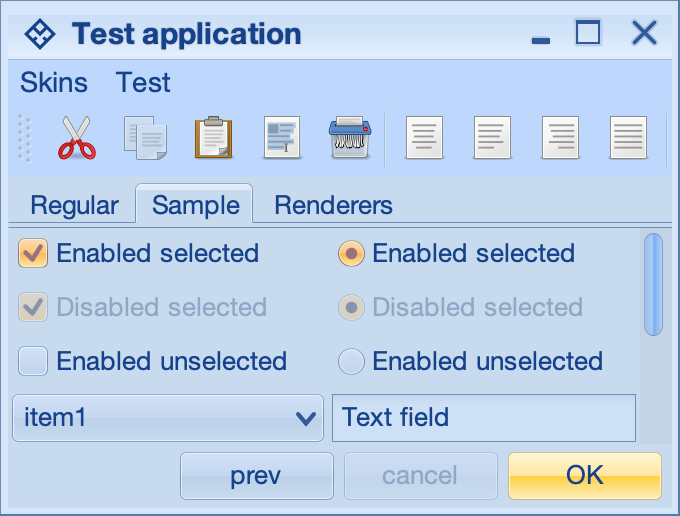 Test application
Skins Test
Regular Sample Renderers
Enabled selected Enabled selected
Disabled selected Disabled selected
Enabled unselected Enabled unselected
item1 Text field
prev cancel OK